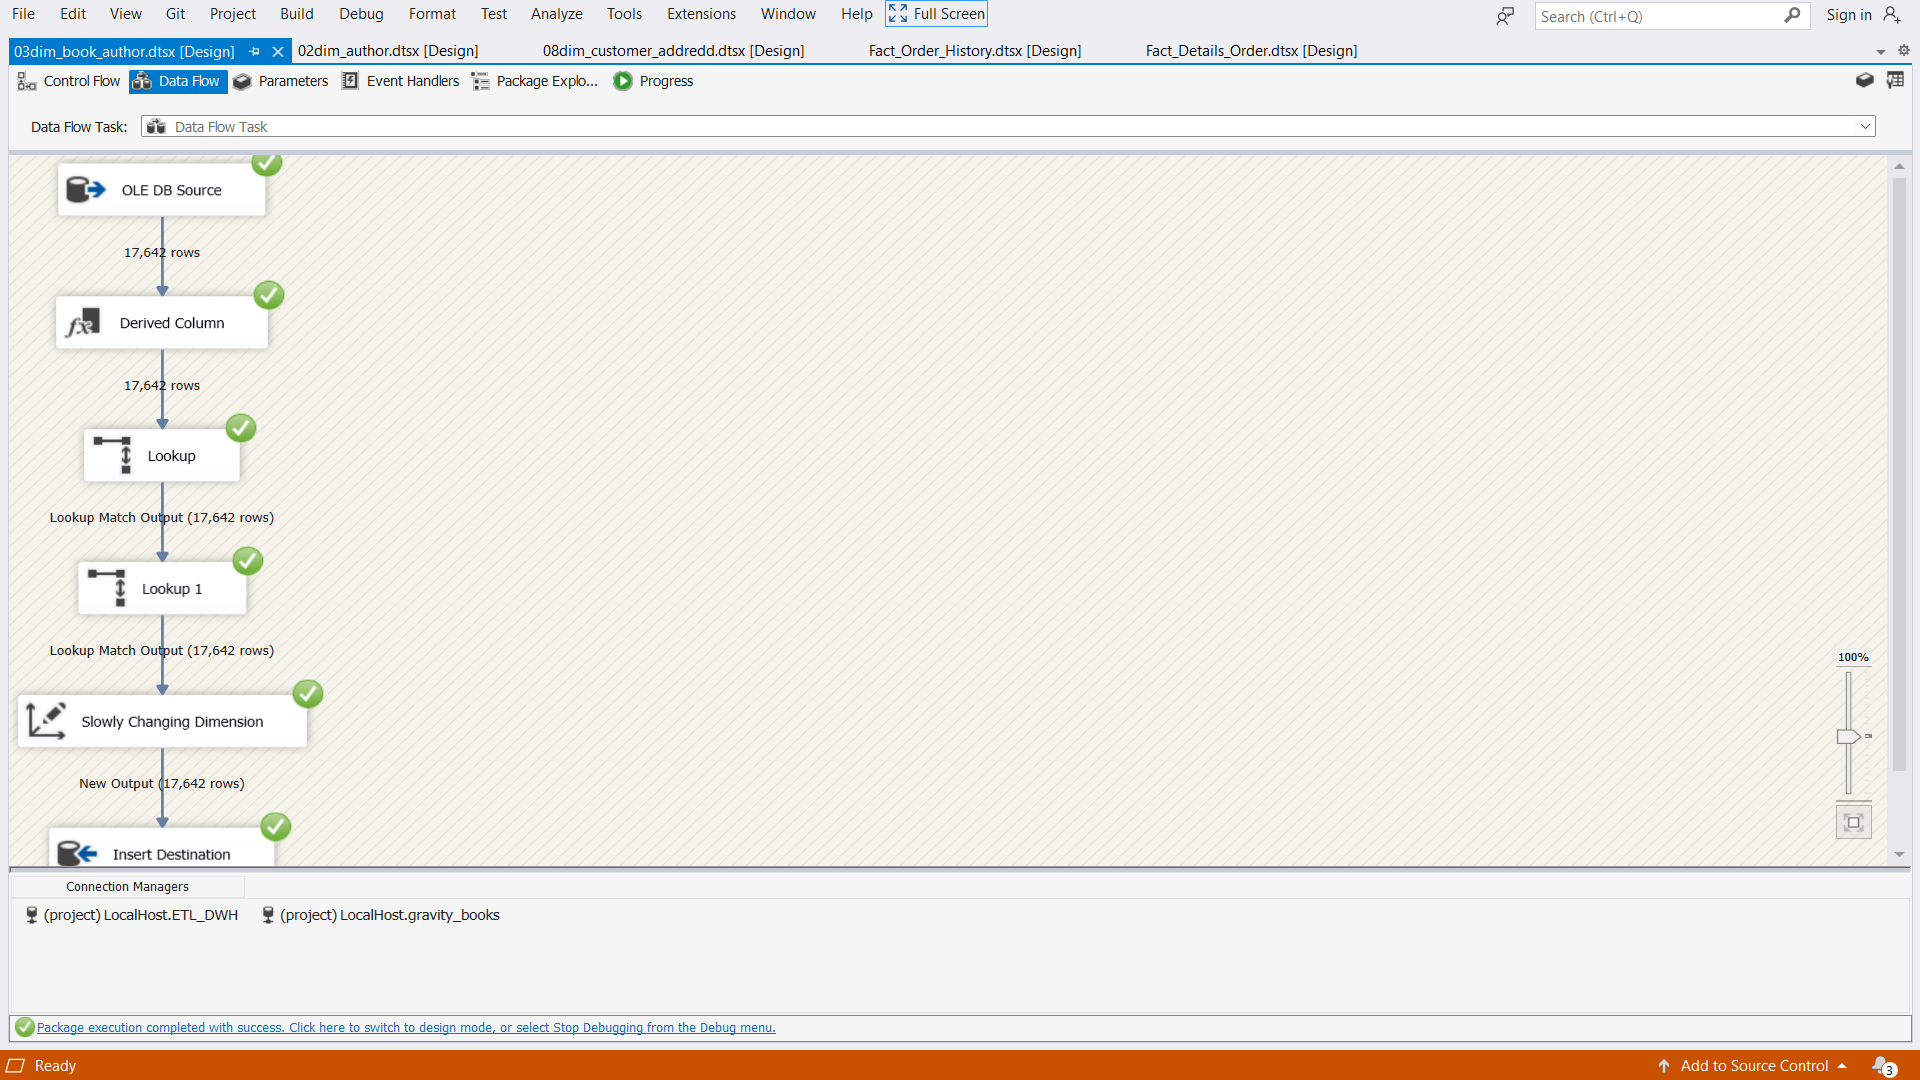 File Edit View Git Project Build Debug Format Test Analyze Tools Extensions Window Help Full Screen Search (Ctrl+Q) Sign in
03dim_book_author.dtsx [Design] 02dim_author.dtsx [Design] 08dim_customer_addredd.dtsx [Design] Fact_Order_History.dtsx [Design] Fact_Details_Order.dtsx [Design]
Control Flow Data Flow Parameters Event Handlers Package Explo... Progress
Data Flow Task: Data Flow Task
OLE DB Source
17,642 rows
Derived Column
17,642 rows
Lookup
Lookup Match Output (17,642 rows)
Lookup 1
Lookup Match Output (17,642 rows)
100%
Slowly Changing Dimension
New Output (17,642 rows)
Insert Destination
Connection Managers
(project) LocalHost.ETL_DWH (project) LocalHost.gravity_books
Package execution completed with success. Click here to switch to design mode, or select Stop Debugging from the Debug menu.
Ready Add to Source Control 3